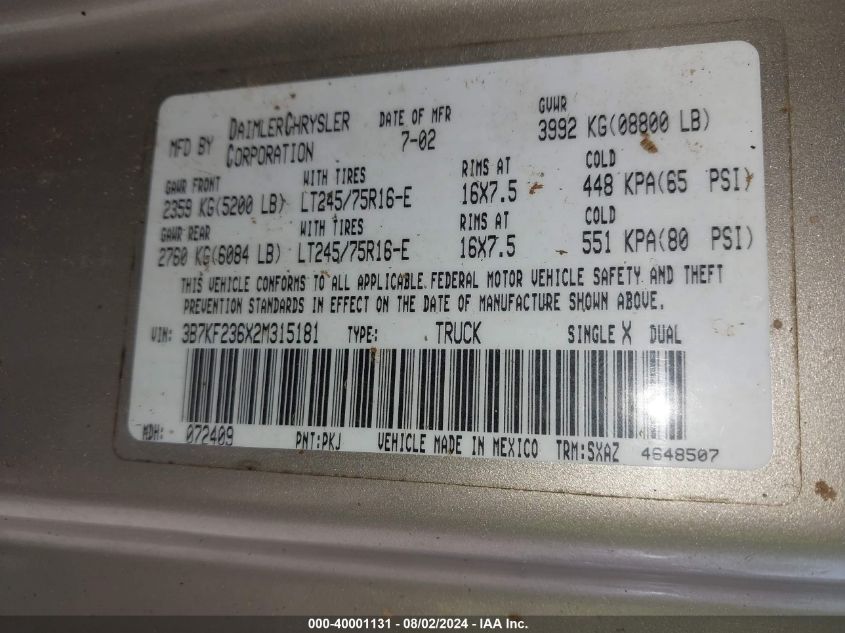 MFD BY DAIMLERCHRYSLER CORPORATION DATE OF MFR 7-02 GVWR 3992 KG(08800 LB)
GAWR FRONT WITH TIRES RIMS AT COLD
2359 KG(5200 LB) LT245/75R16-E 16X7.5 448 KPA(65 PSI)
GAWR REAR WITH TIRES RIMS AT COLD
2760 KG(6084 LB) LT245/75R16-E 16X7.5 551 KPA(80 PSI)
THIS VEHICLE CONFORMS TO ALL APPLICABLE FEDERAL MOTOR VEHICLE SAFETY AND THEFT
PREVENTION STANDARDS IN EFFECT ON THE DATE OF MANUFACTURE SHOWN ABOVE.
VIN: 3B7KF236X2M315181 TYPE: TRUCK SINGLE X DUAL
MDH: 072409 PNT:PKJ VEHICLE MADE IN MEXICO TRM:SXAZ 4648507
000-40001131 - 08/02/2024 - IAA Inc.